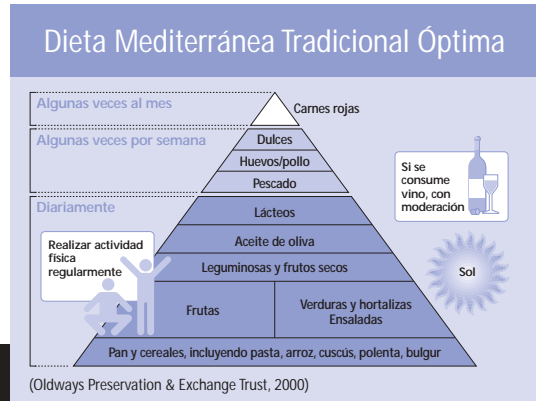 Dieta Mediterránea Tradicional Óptima
Algunas veces al mes
Carnes rojas
Algunas veces por semana
Dulces
Huevos/pollo
Pescado
Si se
consume
vino, con
moderación
Diariamente
Lácteos
Aceite de oliva
Realizar actividad
física
regularmente
Leguminosas y frutos secos
Sol
Frutas
Verduras y hortalizas
Ensaladas
Pan y cereales, incluyendo pasta, arroz, cuscús, polenta, bulgur
(Oldways Preservation & Exchange Trust, 2000)